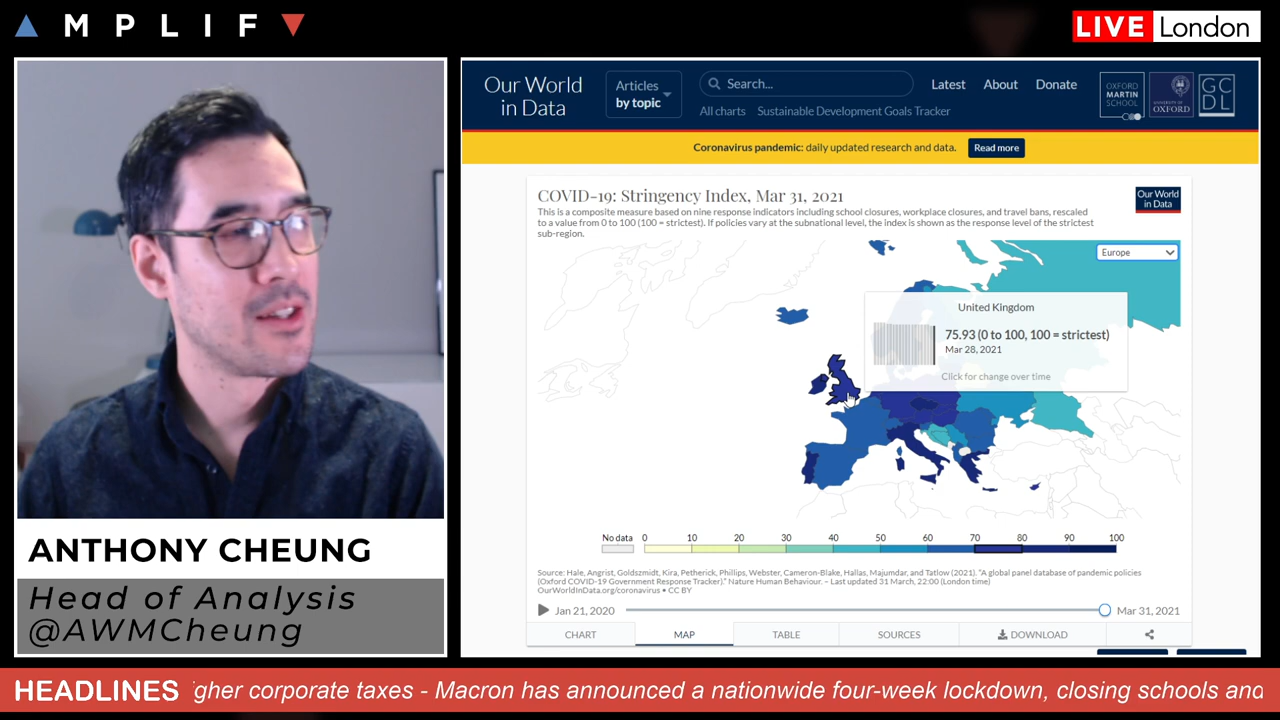 MPLIF
LIVE London
ANTHONY CHEUNG
Head of Analysis
@AWMCheung
Our World
in Data
Articles
by topic
Search...
Latest
About
Donate
All charts
Sustainable Development Goals Tracker
OXFORD
MARTIN
SCHOOL
UNIVERSITY OF
OXFORD
GC
DL
Coronavirus pandemic: daily updated research and data.
Read more
COVID-19: Stringency Index, Mar 31, 2021
This is a composite measure based on nine response indicators including school closures, workplace closures, and travel bans, rescaled
to a value from 0 to 100 (100 = strictest). If policies vary at the subnational level, the index is shown as the response level of the strictest
sub-region.
Our World
in Data
Europe
United Kingdom
75.93 (0 to 100, 100 = strictest)
Mar 28, 2021
Click for change over time
No data 0 10 20 30 40 50 60 70 80 90 100
Source: Hale, Angrist, Goldszmidt, Kira, Petherick, Phillips, Webster, Cameron-Blake, Hallas, Majumdar, and Tatlow (2021). "A global panel database of pandemic policies
(Oxford COVID-19 Government Response Tracker)." Nature Human Behaviour. – Last updated 31 March, 22:00 (London time)
OurWorldInData.org/coronavirus • CC BY
Jan 21, 2020
Mar 31, 2021
CHART
MAP
TABLE
SOURCES
DOWNLOAD
HEADLINES
gher corporate taxes - Macron has announced a nationwide four-week lockdown, closing schools and